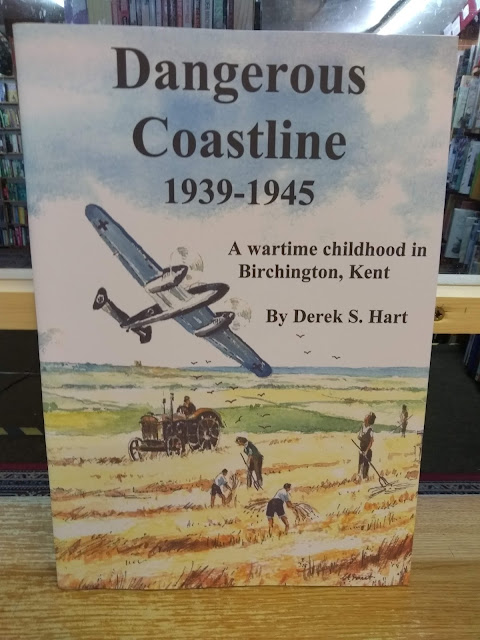 Dangerous
Coastline
1939-1945
A wartime childhood in
Birchington, Kent
By Derek S. Hart